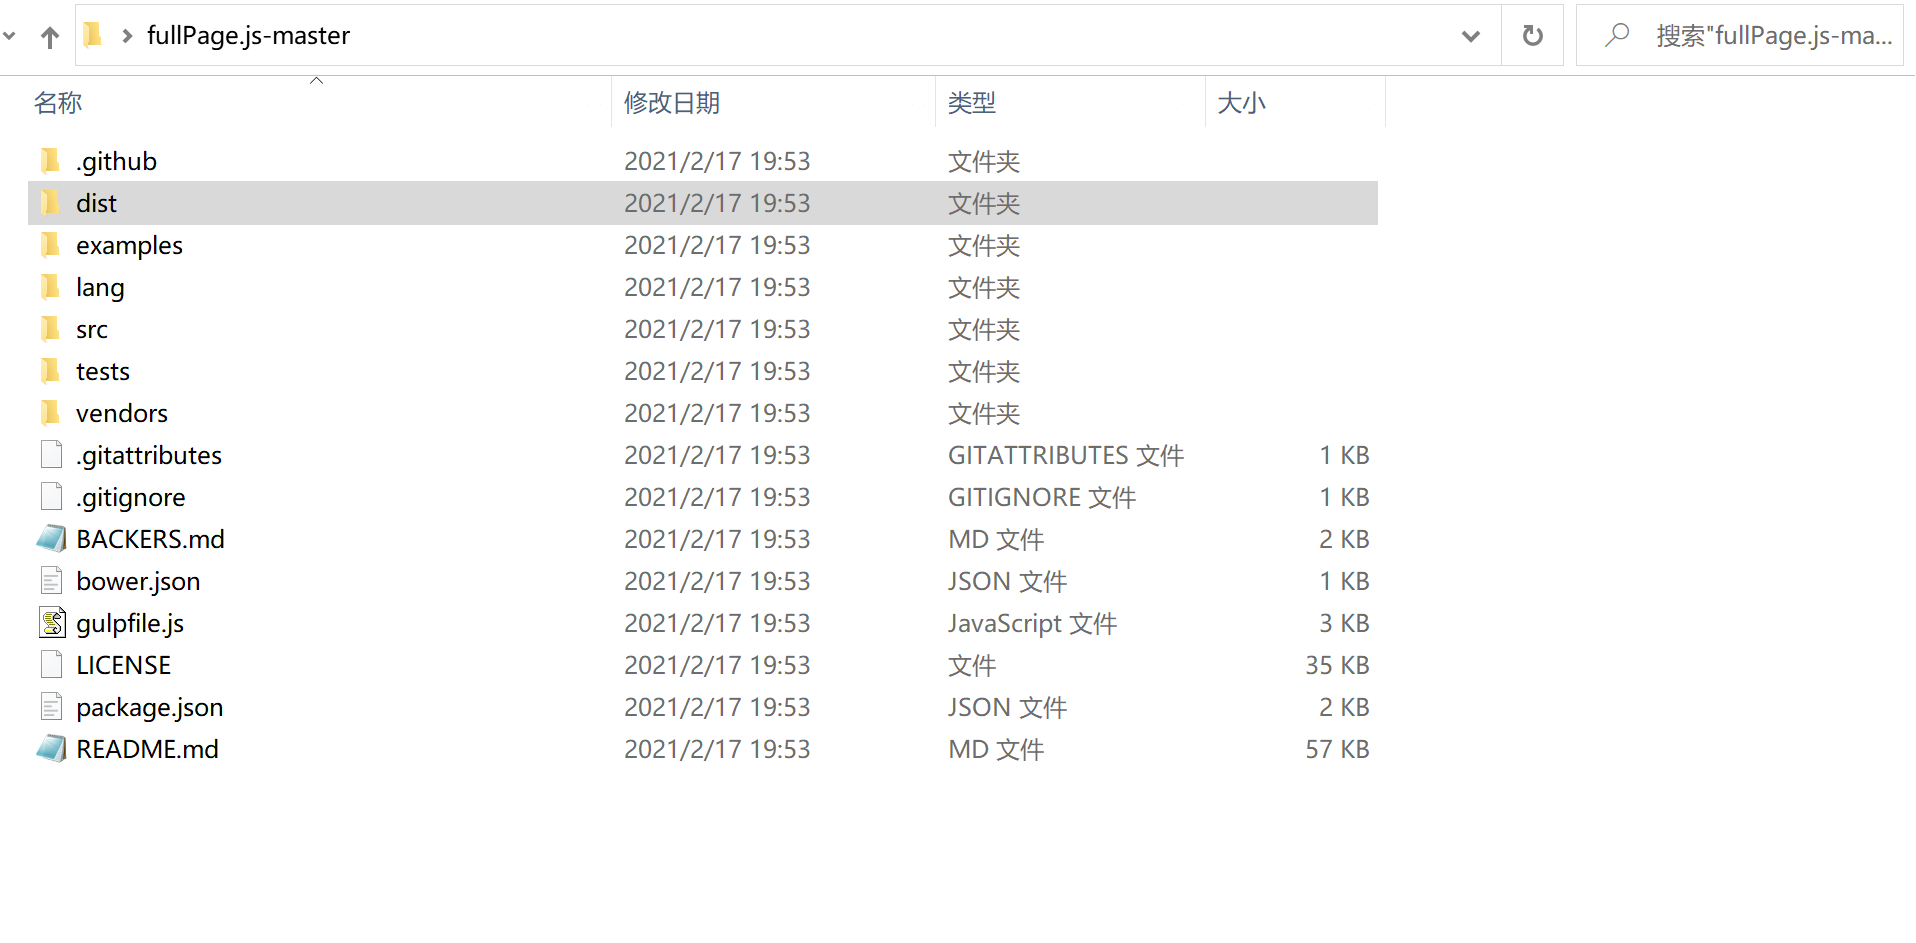 fullPage.js-master 搜索"fullPage.js-ma...
名称 修改日期 类型 大小
.github 2021/2/17 19:53 文件夹
dist 2021/2/17 19:53 文件夹
examples 2021/2/17 19:53 文件夹
lang 2021/2/17 19:53 文件夹
src 2021/2/17 19:53 文件夹
tests 2021/2/17 19:53 文件夹
vendors 2021/2/17 19:53 文件夹
.gitattributes 2021/2/17 19:53 GITATTRIBUTES 文件 1 KB
.gitignore 2021/2/17 19:53 GITIGNORE 文件 1 KB
BACKERS.md 2021/2/17 19:53 MD 文件 2 KB
bower.json 2021/2/17 19:53 JSON 文件 1 KB
gulpfile.js 2021/2/17 19:53 JavaScript 文件 3 KB
LICENSE 2021/2/17 19:53 文件 35 KB
package.json 2021/2/17 19:53 JSON 文件 2 KB
README.md 2021/2/17 19:53 MD 文件 57 KB